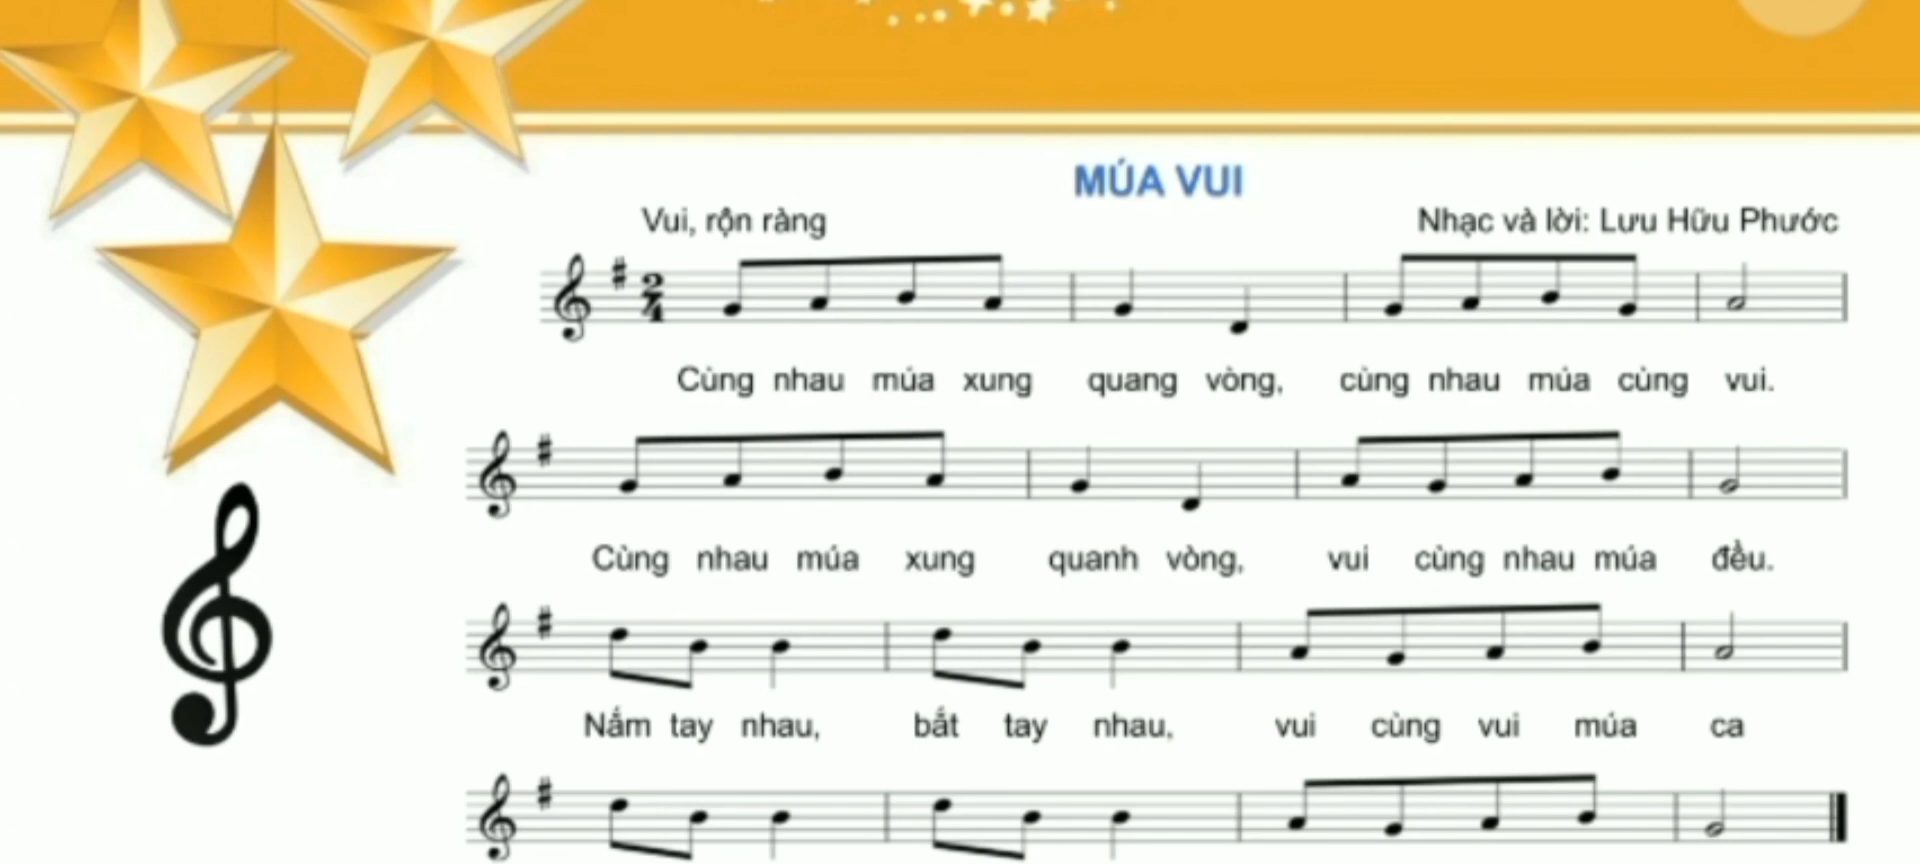 MÚA VUI
Vui, rộn ràng
Nhạc và lời: Lưu Hữu Phước
2
4
Cùng nhau múa xung quang vòng, cùng nhau múa cùng vui.
Cùng nhau múa xung quanh vòng, vui cùng nhau múa đều.
Nắm tay nhau, bắt tay nhau, vui cùng vui múa ca